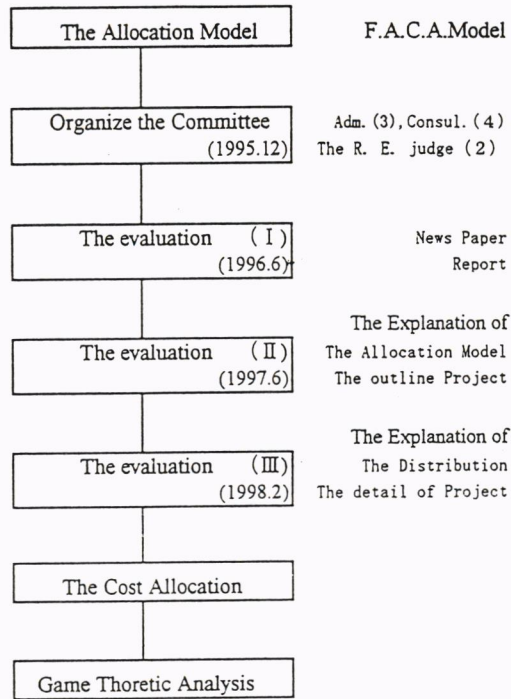 The Allocation Model F.A.C.A.Model
Organize the Committee Adm. (3), Consul. (4)
(1995.12) The R. E. judge (2)
The evaluation (Ⅰ) News Paper
(1996.6) Report
The Explanation of
The evaluation (Ⅱ) The Allocation Model
(1997.6) The outline Project
The Explanation of
The evaluation (Ⅲ) The Distribution
(1998.2) The detail of Project
The Cost Allocation
Game Thoretic Analysis